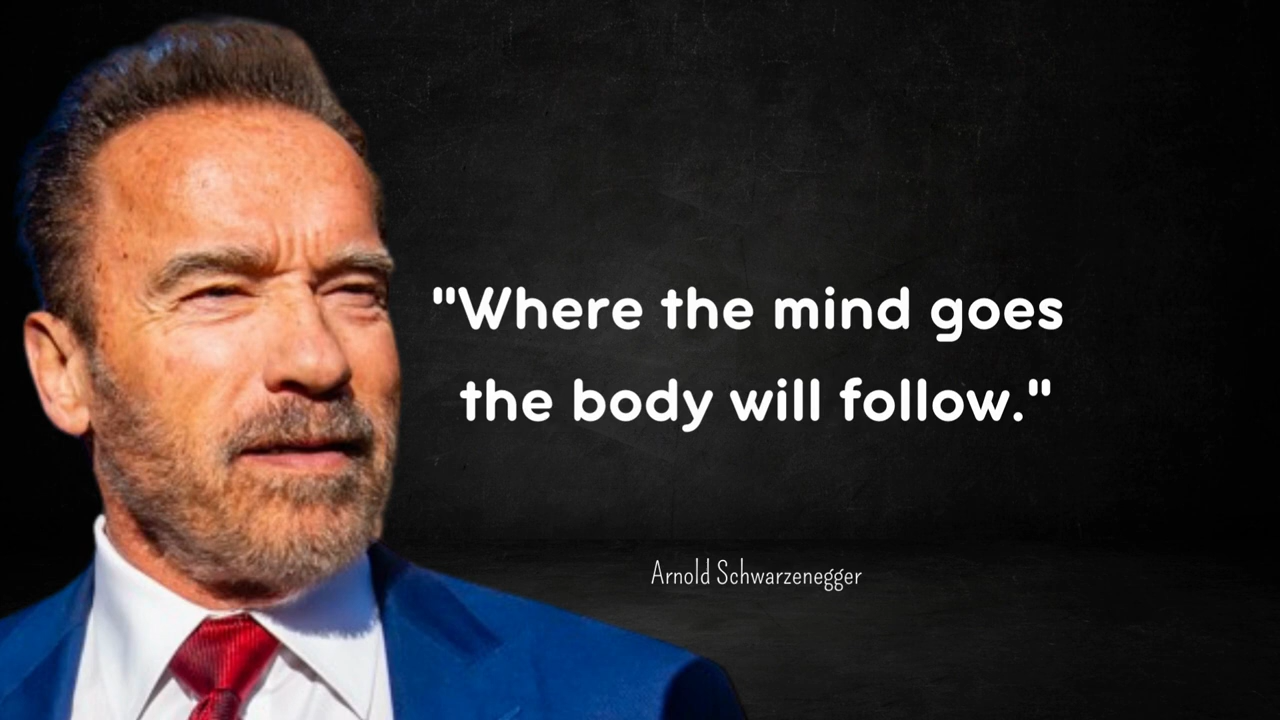 "Where the mind goes
the body will follow."
Arnold Schwarzenegger